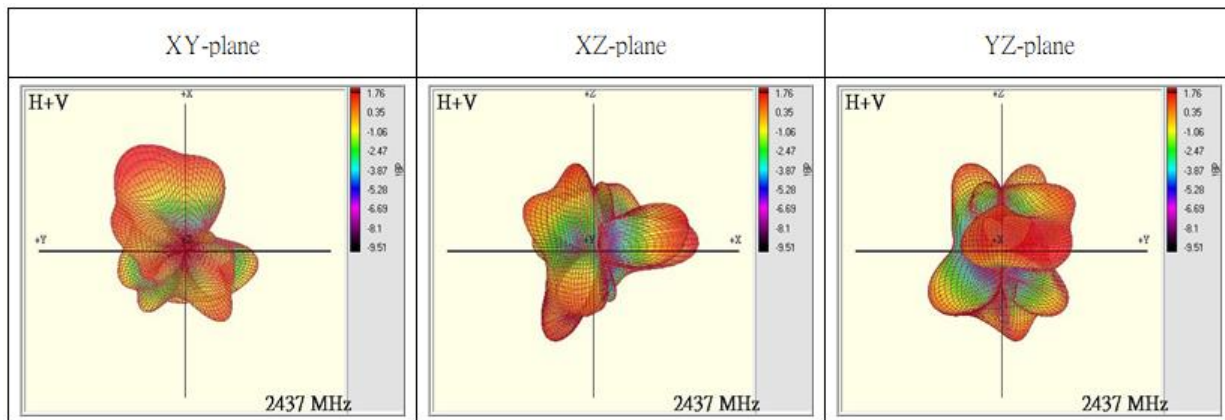 XY-plane
XZ-plane
YZ-plane
H+V
+X
+Y
1.76
0.35
-1.06
-2.47
-3.87
-5.28
-6.69
-8.1
-9.51
dBi
2437 MHz
H+V
+Z
+Y
+X
1.76
0.35
-1.06
-2.47
-3.87
-5.28
-6.69
-8.1
-9.51
dBi
2437 MHz
H+V
+Z
+X
+Y
1.76
0.35
-1.06
-2.47
-3.87
-5.28
-6.69
-8.1
-9.51
dBi
2437 MHz